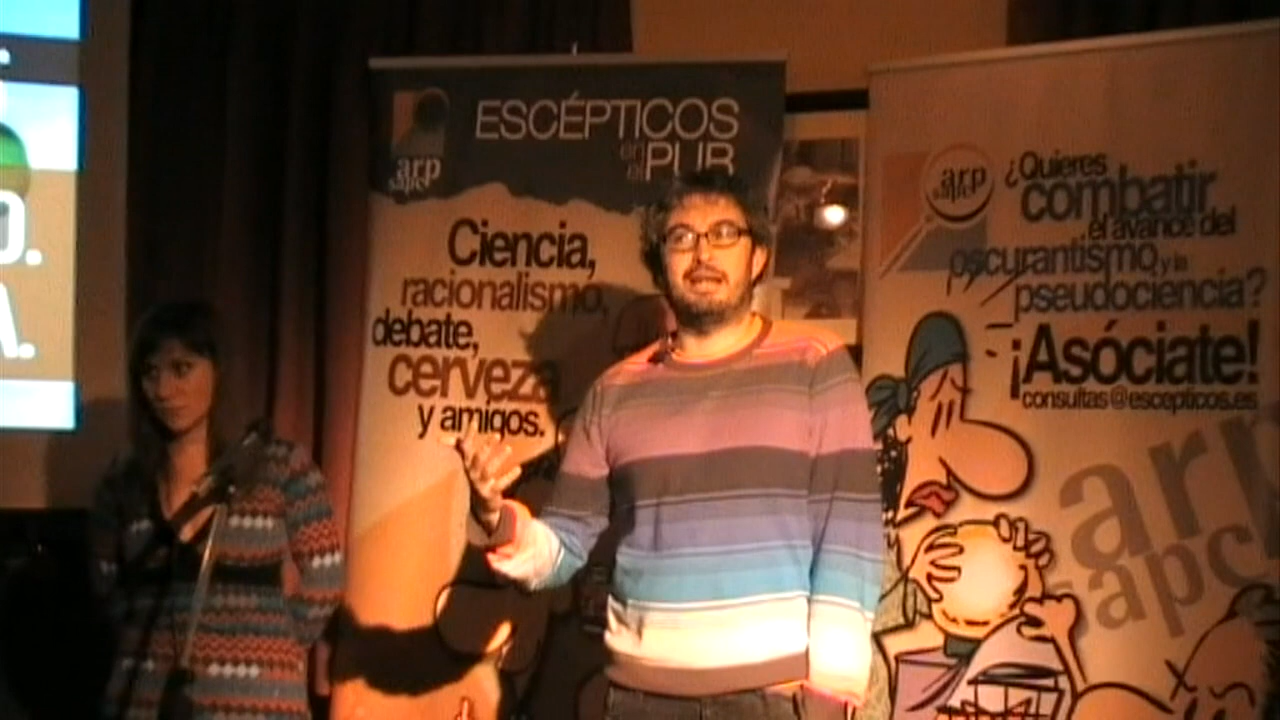 O.
A.
ESCÉPTICOS
en
el
PUB
arp
sapc
Ciencia,
racionalismo,
debate,
cerveza
y amigos.
arp
sapc
¿Quieres
combatir
el avance del
oscurantismo y la
pseudociencia?
¡Asóciate!
consultas@escepticos.es
arp
sapc